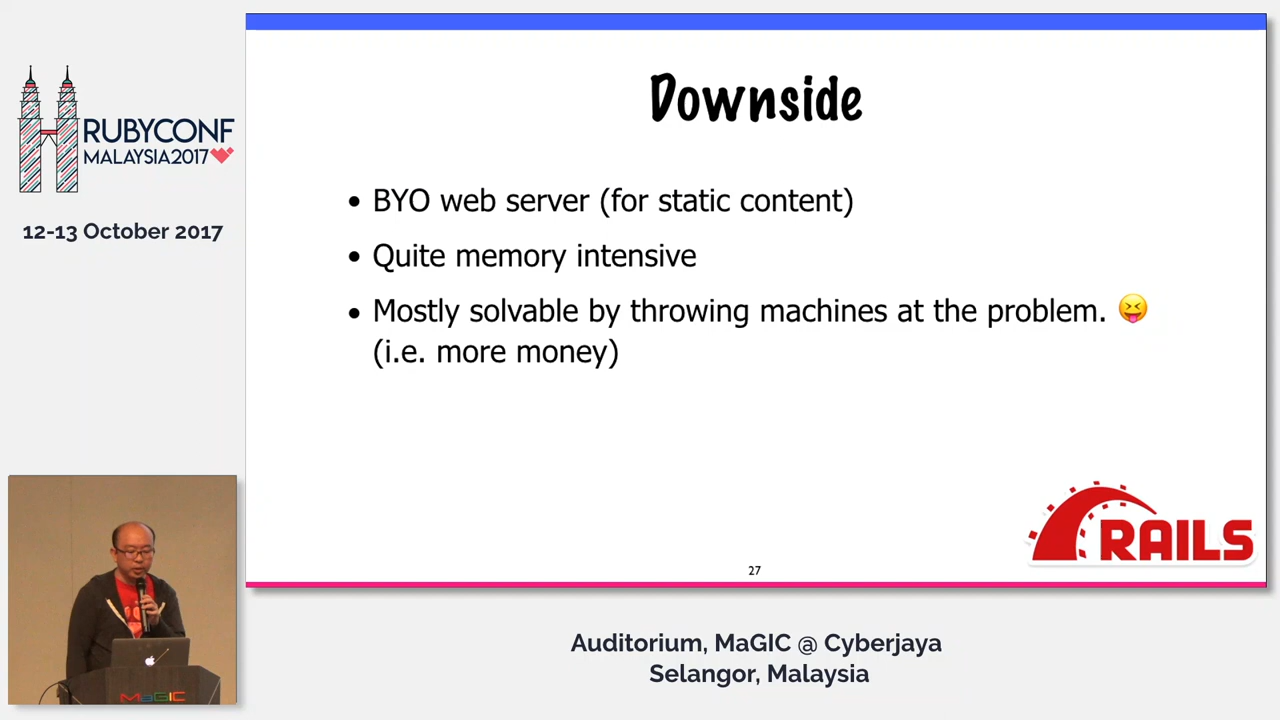 RUBYCONF
MALAYSIA2017
12-13 October 2017
Downside
• BYO web server (for static content)
• Quite memory intensive
• Mostly solvable by throwing machines at the problem. 😝
(i.e. more money)
RAILS
27
MaGIC
Auditorium, MaGIC @ Cyberjaya
Selangor, Malaysia